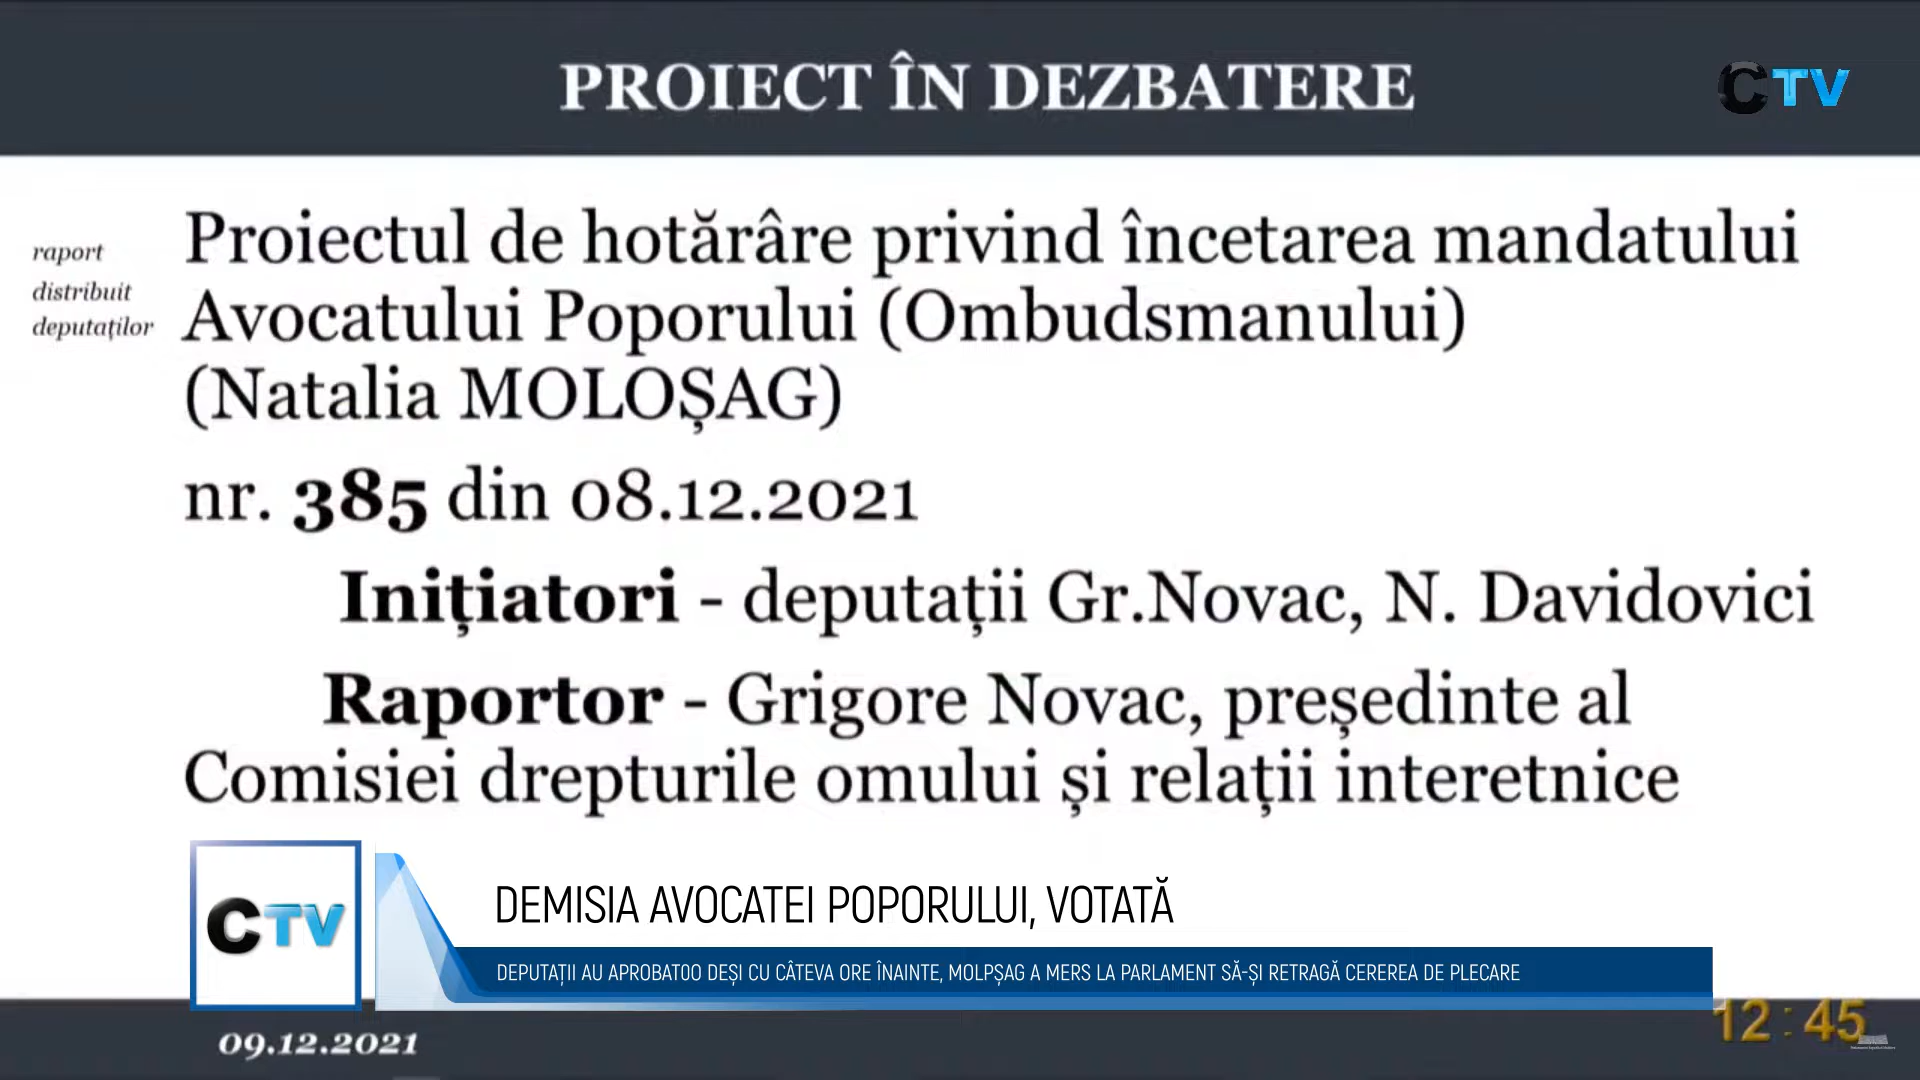 PROIECT ÎN DEZBATERE
CTV
raport
distribuit
deputaților
Proiectul de hotărâre privind încetarea mandatului
Avocatului Poporului (Ombudsmanului)
(Natalia MOLOȘAG)
nr. 385 din 08.12.2021
Inițiatori - deputații Gr.Novac, N. Davidovici
Raportor - Grigore Novac, președinte al
Comisiei drepturile omului și relații interetnice
CTV
DEMISIA AVOCATEI POPORULUI, VOTATĂ
DEPUTAȚII AU APROBATOO DEȘI CU CÂTEVA ORE ÎNAINTE, MOLPȘAG A MERS LA PARLAMENT SĂ-ȘI RETRAGĂ CEREREA DE PLECARE
09.12.2021
12:45